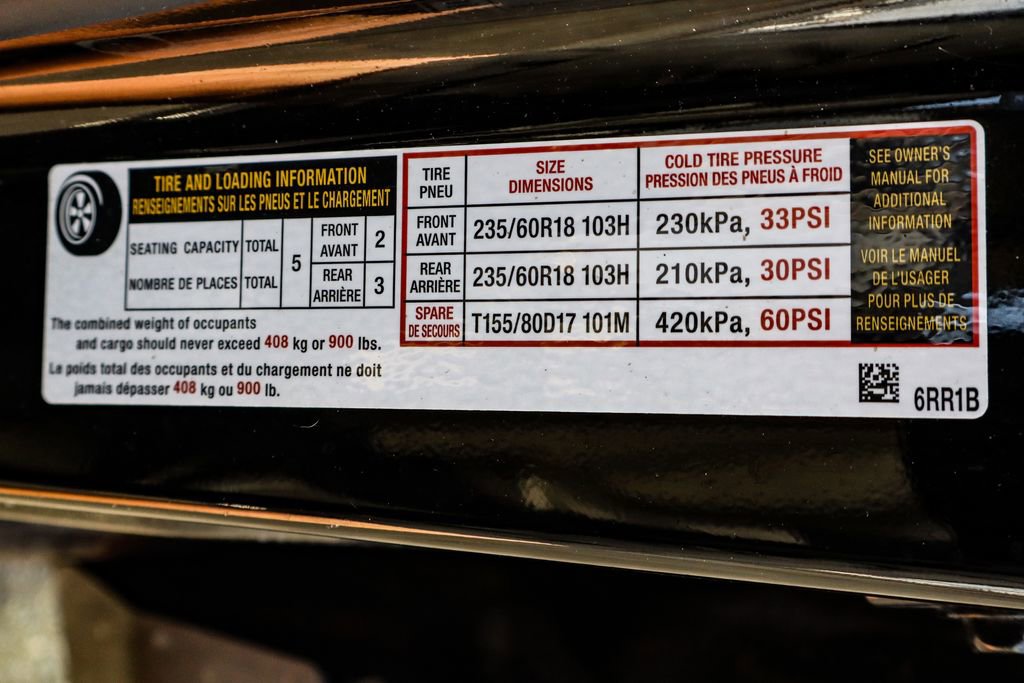 TIRE AND LOADING INFORMATION
RENSEIGNEMENTS SUR LES PNEUS ET LE CHARGEMENT
SEATING CAPACITY TOTAL 5 FRONT AVANT 2
NOMBRE DE PLACES TOTAL REAR ARRIÈRE 3
The combined weight of occupants
and cargo should never exceed 408 kg or 900 lbs.
Le poids total des occupants et du chargement ne doit
jamais dépasser 408 kg ou 900 lb.
TIRE PNEU SIZE DIMENSIONS COLD TIRE PRESSURE PRESSION DES PNEUS À FROID
FRONT AVANT 235/60R18 103H 230kPa, 33PSI
REAR ARRIÈRE 235/60R18 103H 210kPa, 30PSI
SPARE DE SECOURS T155/80D17 101M 420kPa, 60PSI
SEE OWNER'S
MANUAL FOR
ADDITIONAL
INFORMATION
VOIR LE MANUEL
DE L'USAGER
POUR PLUS DE
RENSEIGNEMENTS
6RR1B